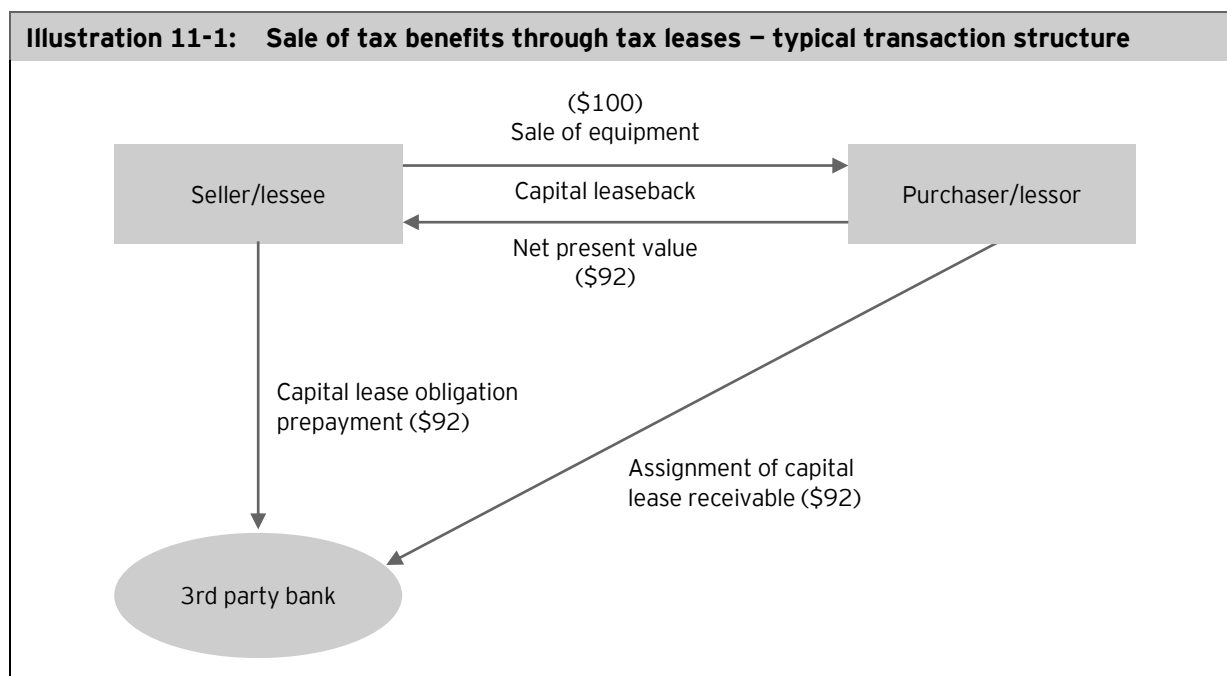 Illustration 11-1: Sale of tax benefits through tax leases – typical transaction structure
($100)
Sale of equipment
Seller/lessee
Capital leaseback
Purchaser/lessor
Net present value
($92)
Capital lease obligation
prepayment ($92)
Assignment of capital
lease receivable ($92)
3rd party bank